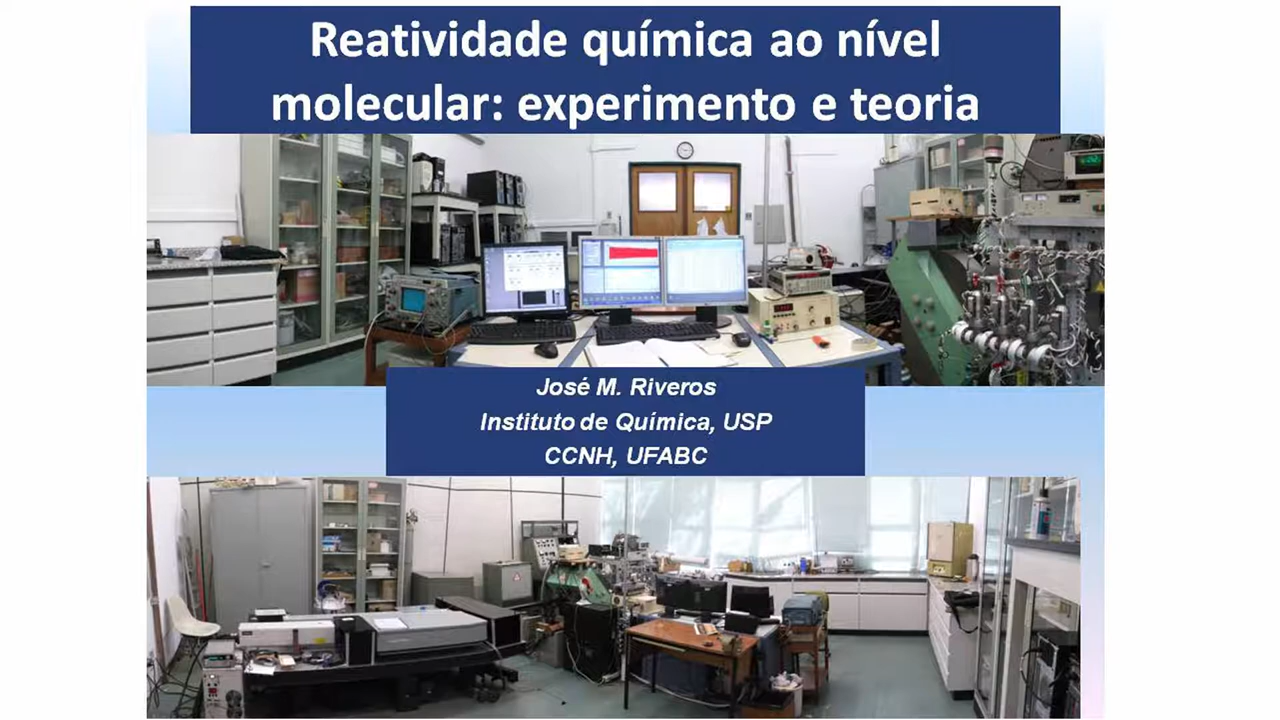 Reatividade química ao nível
molecular: experimento e teoria
José M. Riveros
Instituto de Química, USP
CCNH, UFABC